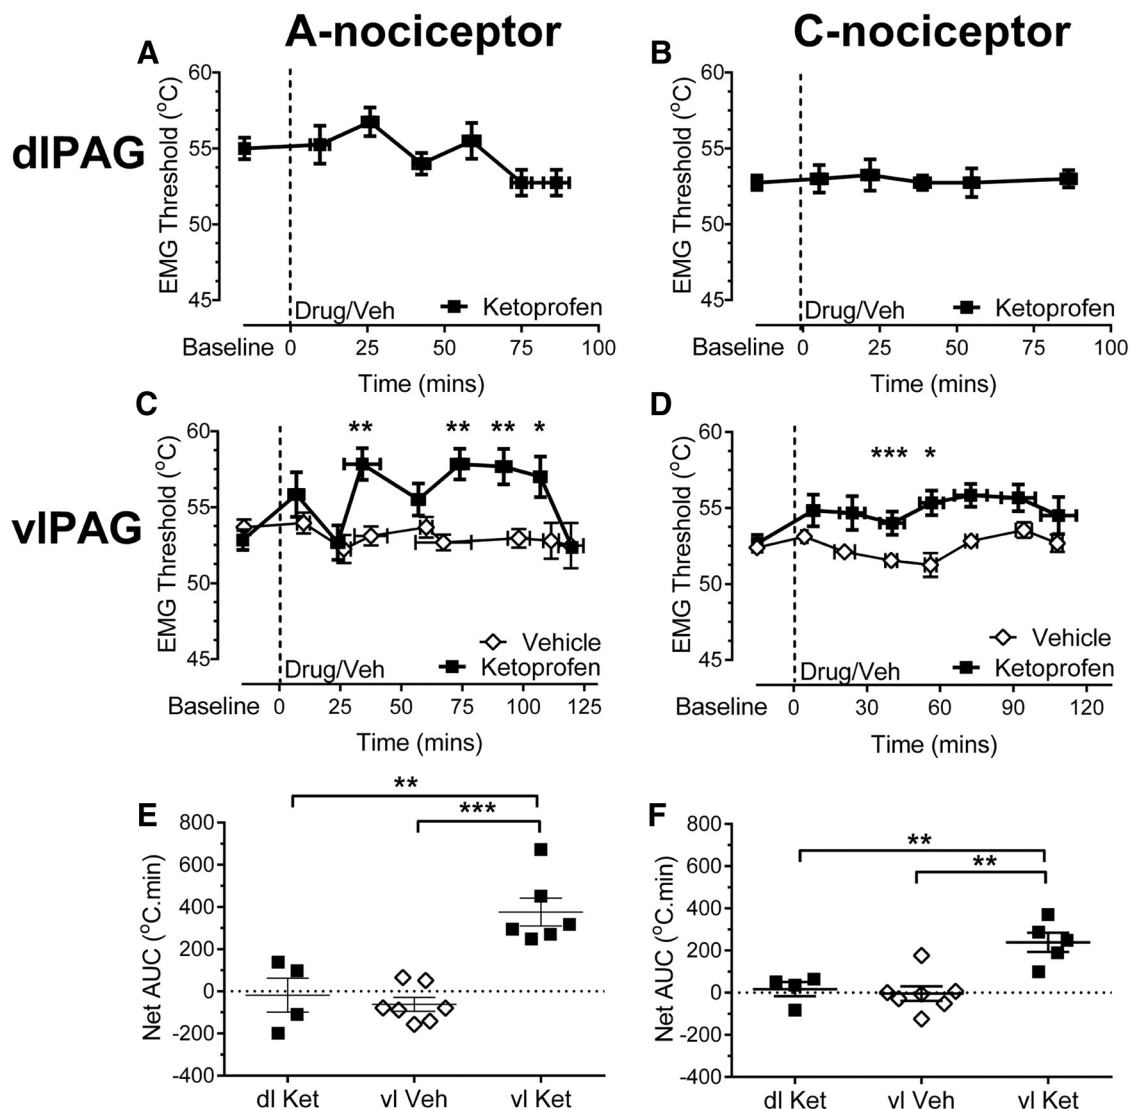 A-nociceptor
C-nociceptor
dlPAG
vlPAG
A
EMG Threshold (°C)
60
55
50
45
Drug/Veh
Ketoprofen
Baseline 0 25 50 75 100
Time (mins)
B
EMG Threshold (°C)
60
55
50
45
Drug/Veh
Ketoprofen
Baseline 0 25 50 75 100
Time (mins)
C
EMG Threshold (°C)
60
55
50
45
** ** ** *
Vehicle
Drug/Veh
Ketoprofen
Baseline 0 25 50 75 100 125
Time (mins)
D
EMG Threshold (°C)
60
55
50
45
*** *
Vehicle
Drug/Veh
Ketoprofen
Baseline 0 30 60 90 120
Time (mins)
E
Net AUC (°C.min)
800
600
400
200
0
-200
-400
**
***
dl Ket vl Veh vl Ket
F
Net AUC (°C.min)
800
600
400
200
0
-200
-400
**
**
dl Ket vl Veh vl Ket